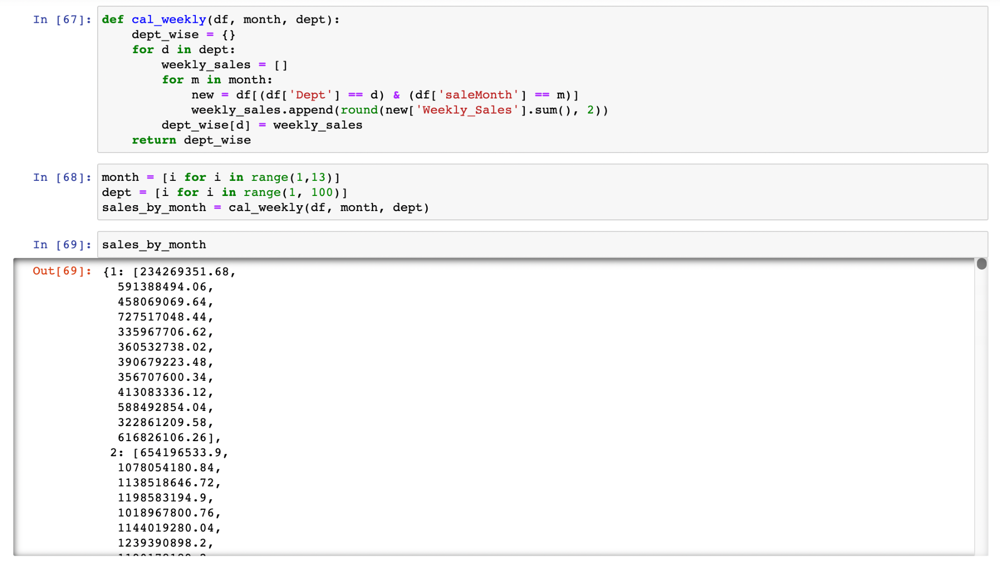 In [67]: def cal_weekly(df, month, dept):
    dept_wise = {}
    for d in dept:
        weekly_sales = []
        for m in month:
            new = df[(df['Dept'] == d) & (df['saleMonth'] == m)]
            weekly_sales.append(round(new['Weekly_Sales'].sum(), 2))
        dept_wise[d] = weekly_sales
    return dept_wise
In [68]: month = [i for i in range(1,13)]
dept = [i for i in range(1, 100)]
sales_by_month = cal_weekly(df, month, dept)
In [69]: sales_by_month
Out[69]: {1: [234269351.68,
  591388494.06,
  458069069.64,
  727517048.44,
  335967706.62,
  360532738.02,
  390679223.48,
  356707600.34,
  413083336.12,
  588492854.04,
  322861209.58,
  616826106.26],
 2: [654196533.9,
  1078054180.84,
  1138518646.72,
  1198583194.9,
  1018967800.76,
  1144019280.04,
  1239390898.2,